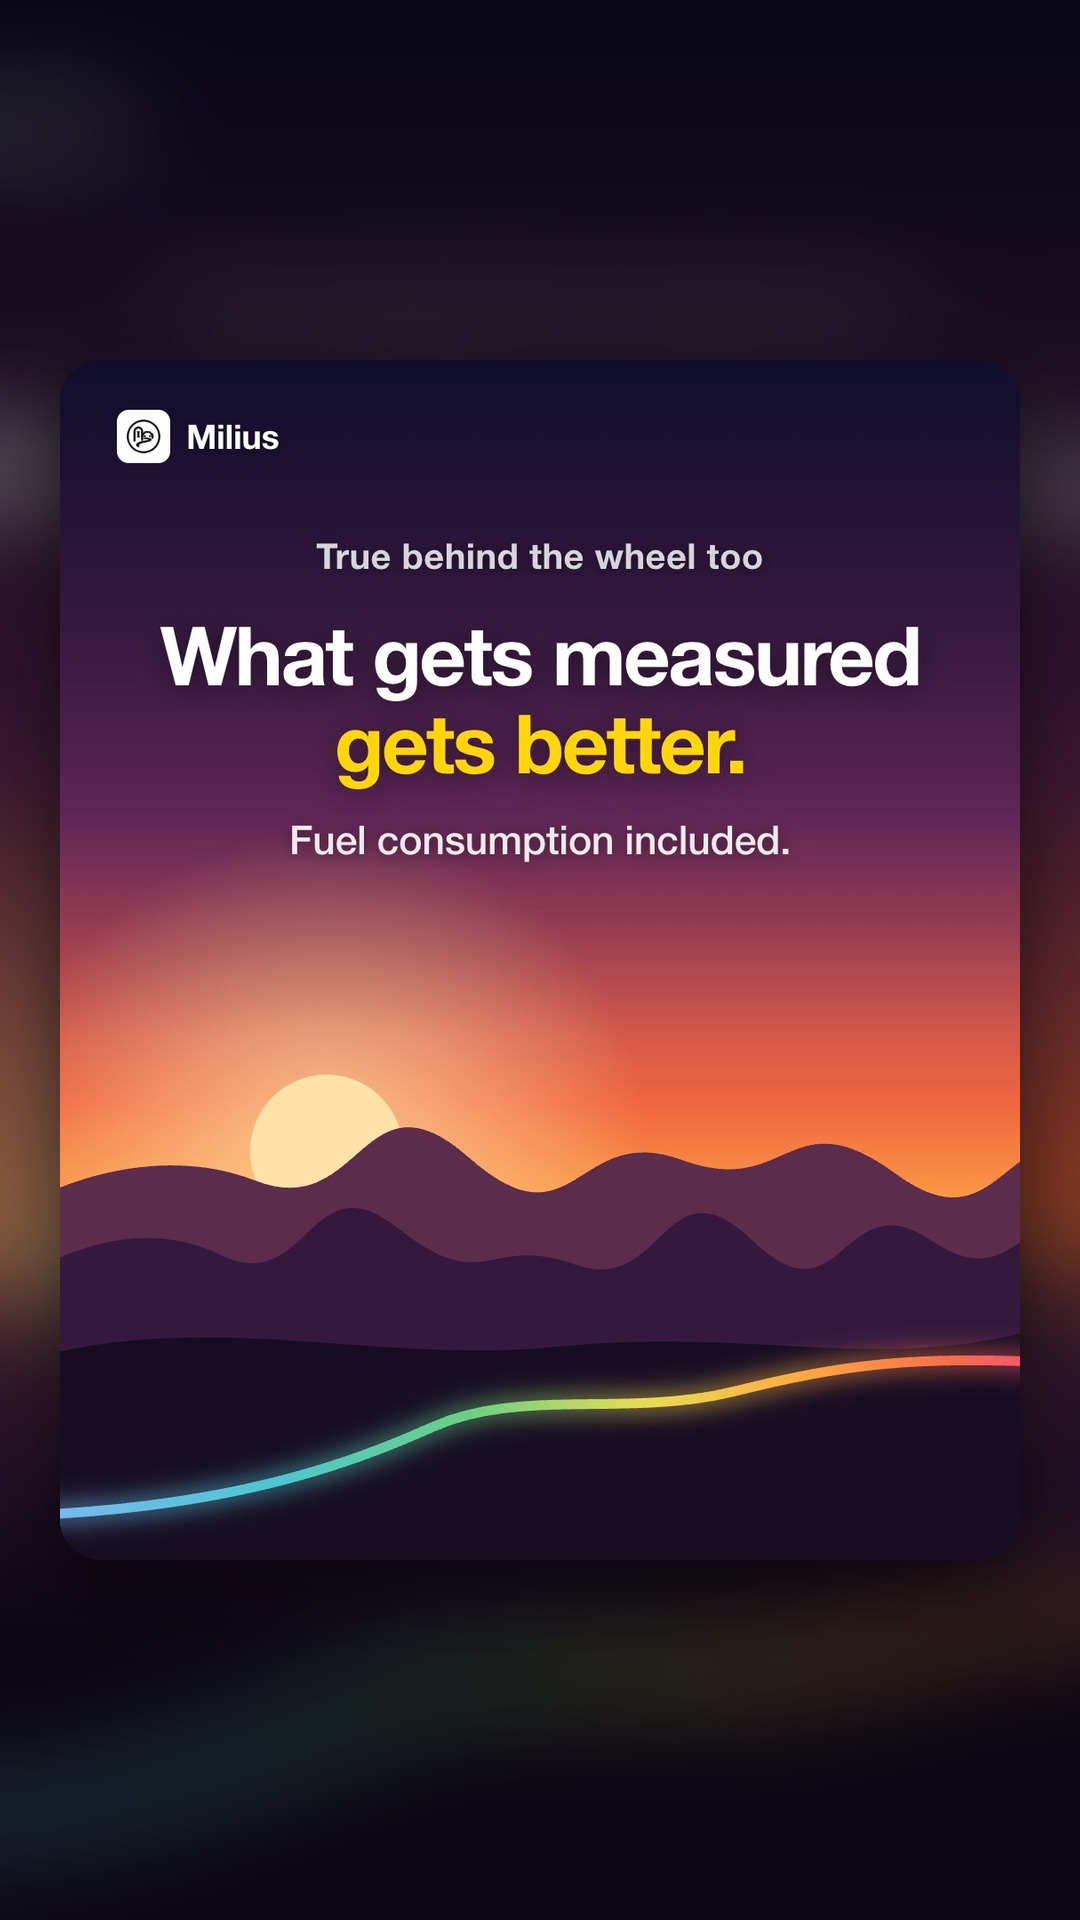 Milius
True behind the wheel too
What gets measured
gets better.
Fuel consumption included.